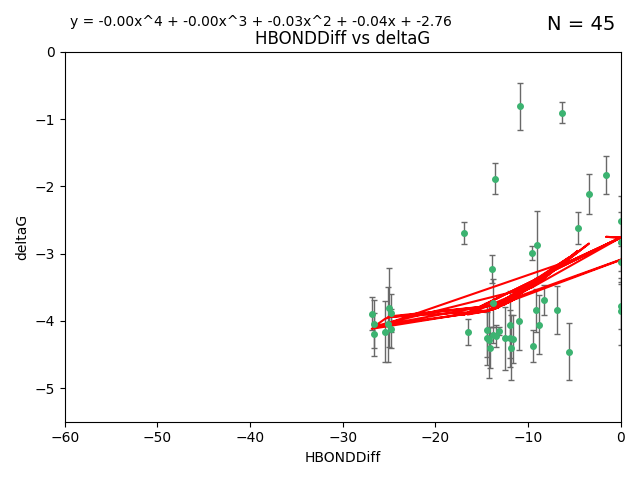 y = -0.00x^4 + -0.00x^3 + -0.03x^2 + -0.04x + -2.76
N = 45
HBONDDiff vs deltaG
0
−1
−2
−3
−4
−5
deltaG
−60 −50 −40 −30 −20 −10 0
HBONDDiff